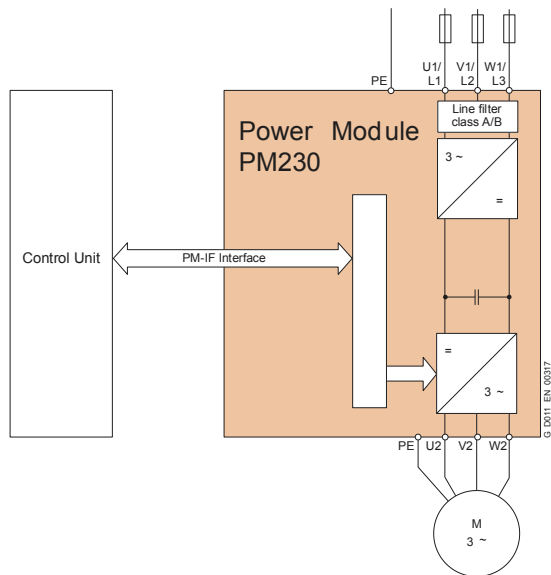 PE
U1/
L1
V1/
L2
W1/
L3
Line filter
class A/B
Power Module
PM230
3 ~
=
Control Unit
PM-IF Interface
=
3 ~
G D011 EN 00317
PE
U2
V2
W2
M
3 ~